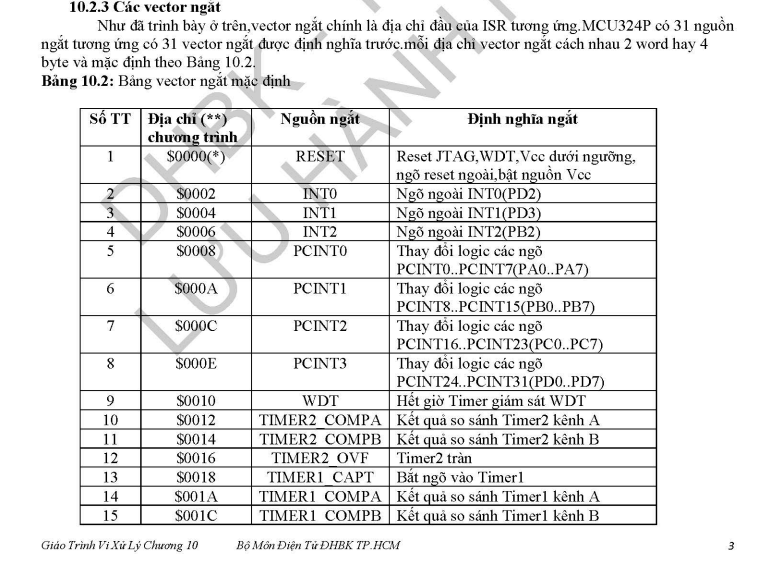 10.2.3 Các vector ngắt
Như đã trình bày ở trên,vector ngắt chính là địa chỉ đầu của ISR tương ứng.MCU324P có 31 nguồn
ngắt tương ứng có 31 vector ngắt được định nghĩa trước.mỗi địa chỉ vector ngắt cách nhau 2 word hay 4
byte và mặc định theo Bảng 10.2.
Bảng 10.2: Bảng vector ngắt mặc định
Số TT Địa chỉ (**) Nguồn ngắt Định nghĩa ngắt
chương trình
1 $0000(*) RESET Reset JTAG,WDT,Vcc dưới ngưỡng,
ngõ reset ngoài,bật nguồn Vcc
2 $0002 INT0 Ngõ ngoài INT0(PD2)
3 $0004 INT1 Ngõ ngoài INT1(PD3)
4 $0006 INT2 Ngõ ngoài INT2(PB2)
5 $0008 PCINT0 Thay đổi logic các ngõ
PCINT0..PCINT7(PA0..PA7)
6 $000A PCINT1 Thay đổi logic các ngõ
PCINT8..PCINT15(PB0..PB7)
7 $000C PCINT2 Thay đổi logic các ngõ
PCINT16..PCINT23(PC0..PC7)
8 $000E PCINT3 Thay đổi logic các ngõ
PCINT24..PCINT31(PD0..PD7)
9 $0010 WDT Hết giờ Timer giám sát WDT
10 $0012 TIMER2_COMPA Kết quả so sánh Timer2 kênh A
11 $0014 TIMER2_COMPB Kết quả so sánh Timer2 kênh B
12 $0016 TIMER2_OVF Timer2 tràn
13 $0018 TIMER1_CAPT Bắt ngõ vào Timer1
14 $001A TIMER1_COMPA Kết quả so sánh Timer1 kênh A
15 $001C TIMER1_COMPB Kết quả so sánh Timer1 kênh B
Giáo Trình Vi Xử Lý Chương 10 Bộ Môn Điện Tử ĐHBK TP.HCM 3
ĐHBK -
LƯU HÀNH